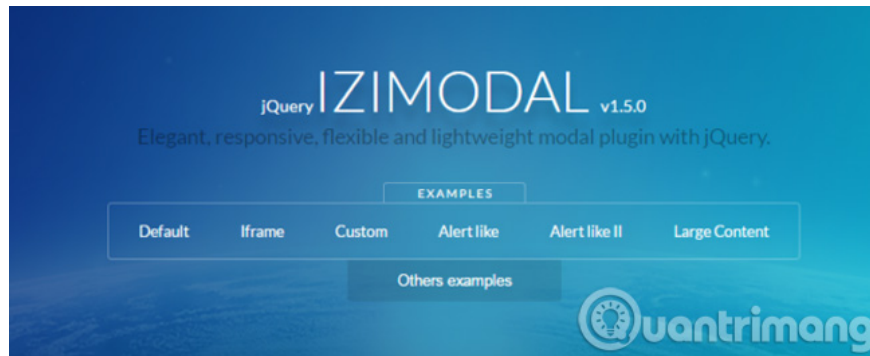 jQuery IZIMODAL v1.5.0
Elegant, responsive, flexible and lightweight modal plugin with jQuery.
EXAMPLES
Default Iframe Custom Alert like Alert like II Large Content
Others examples
Quantrimang